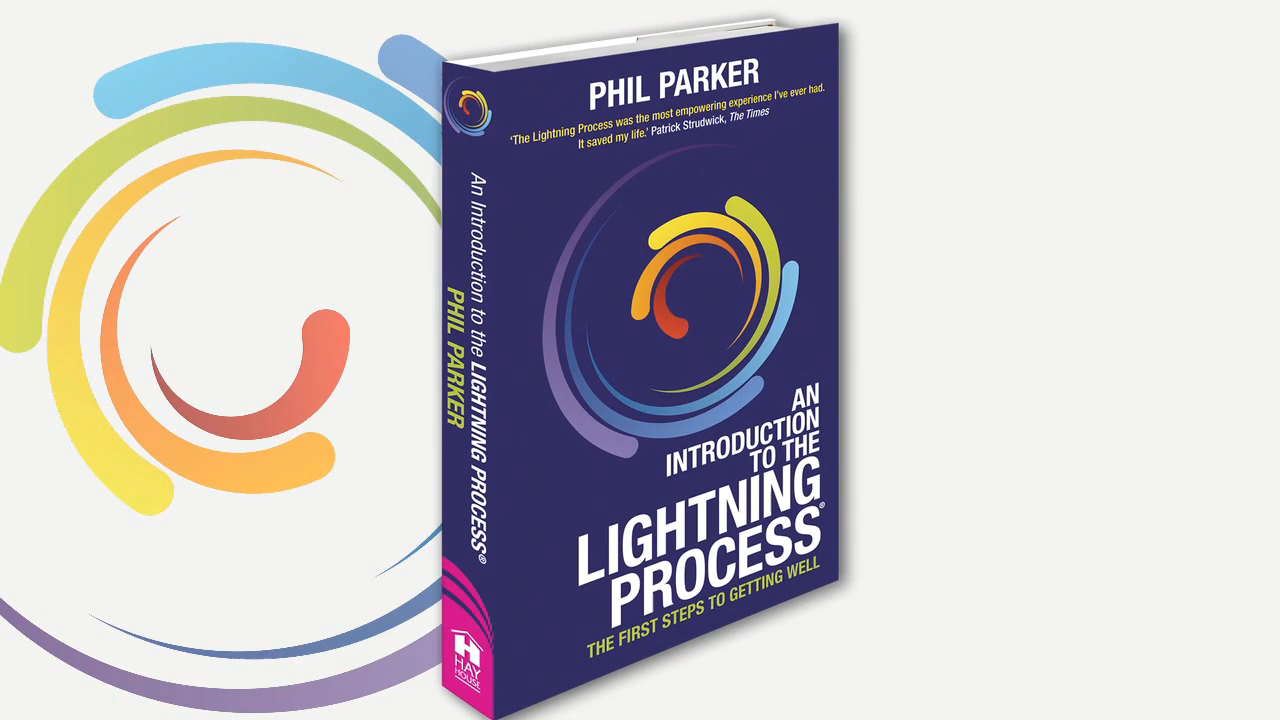 PHIL PARKER
‘The Lightning Process was the most empowering experience I’ve ever had.
It saved my life.’ Patrick Strudwick, The Times
AN
INTRODUCTION
TO THE
LIGHTNING
PROCESS®
THE FIRST STEPS TO GETTING WELL
An Introduction to the LIGHTNING PROCESS®
PHIL PARKER
HAY
HOUSE